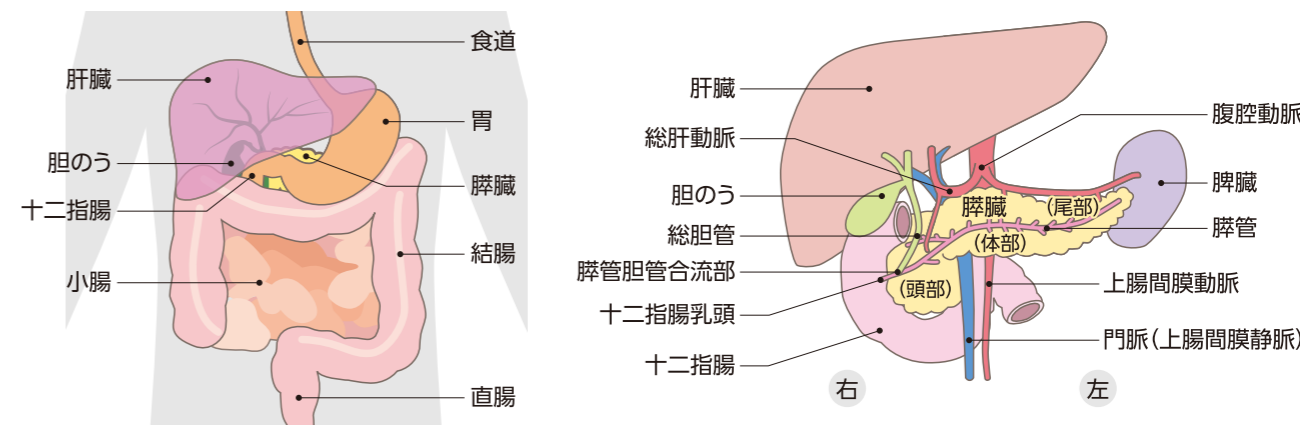 食道
肝臓
胃
胆のう
膵臓
十二指腸
結腸
小腸
直腸
肝臓
腹腔動脈
総肝動脈
脾臓
胆のう
膵臓
(尾部)
膵管
総胆管
(体部)
膵管胆管合流部
(頭部)
上腸間膜動脈
十二指腸乳頭
門脈(上腸間膜静脈)
十二指腸
右
左